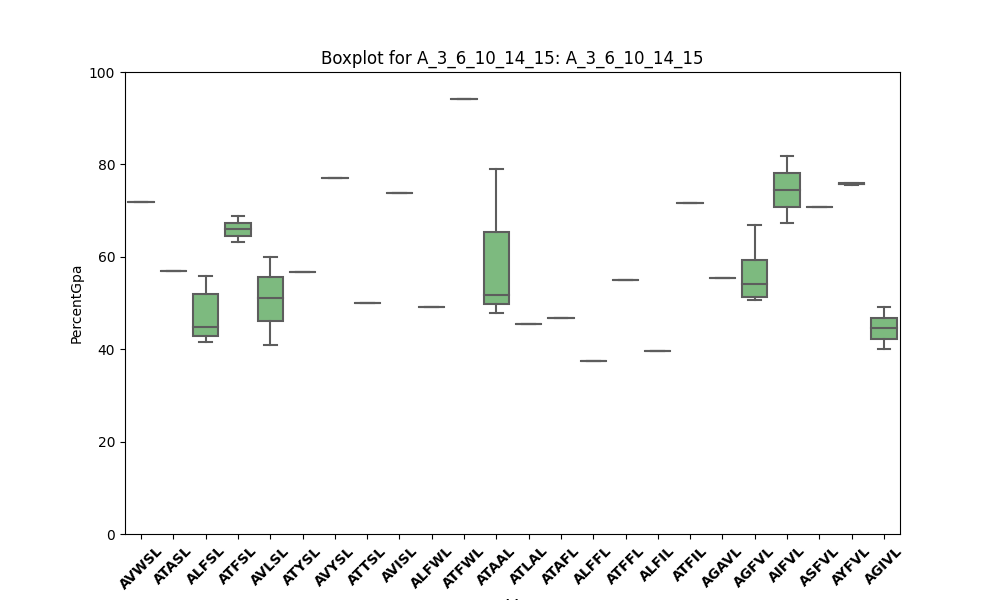 Boxplot for A_3_6_10_14_15: A_3_6_10_14_15
PercentGpa
100
80
60
40
20
0
AVWSL
ATASL
ALFSL
ATFSL
AVLSL
ATYSL
AVYSL
ATTSL
AVISL
ALFWL
ATFWL
ATAAL
ATLAL
ATAFL
ALFFL
ATFFL
ALFIL
ATFIL
AGAVL
AGFVL
AIFVL
ASFVL
AYFVL
AGIVL